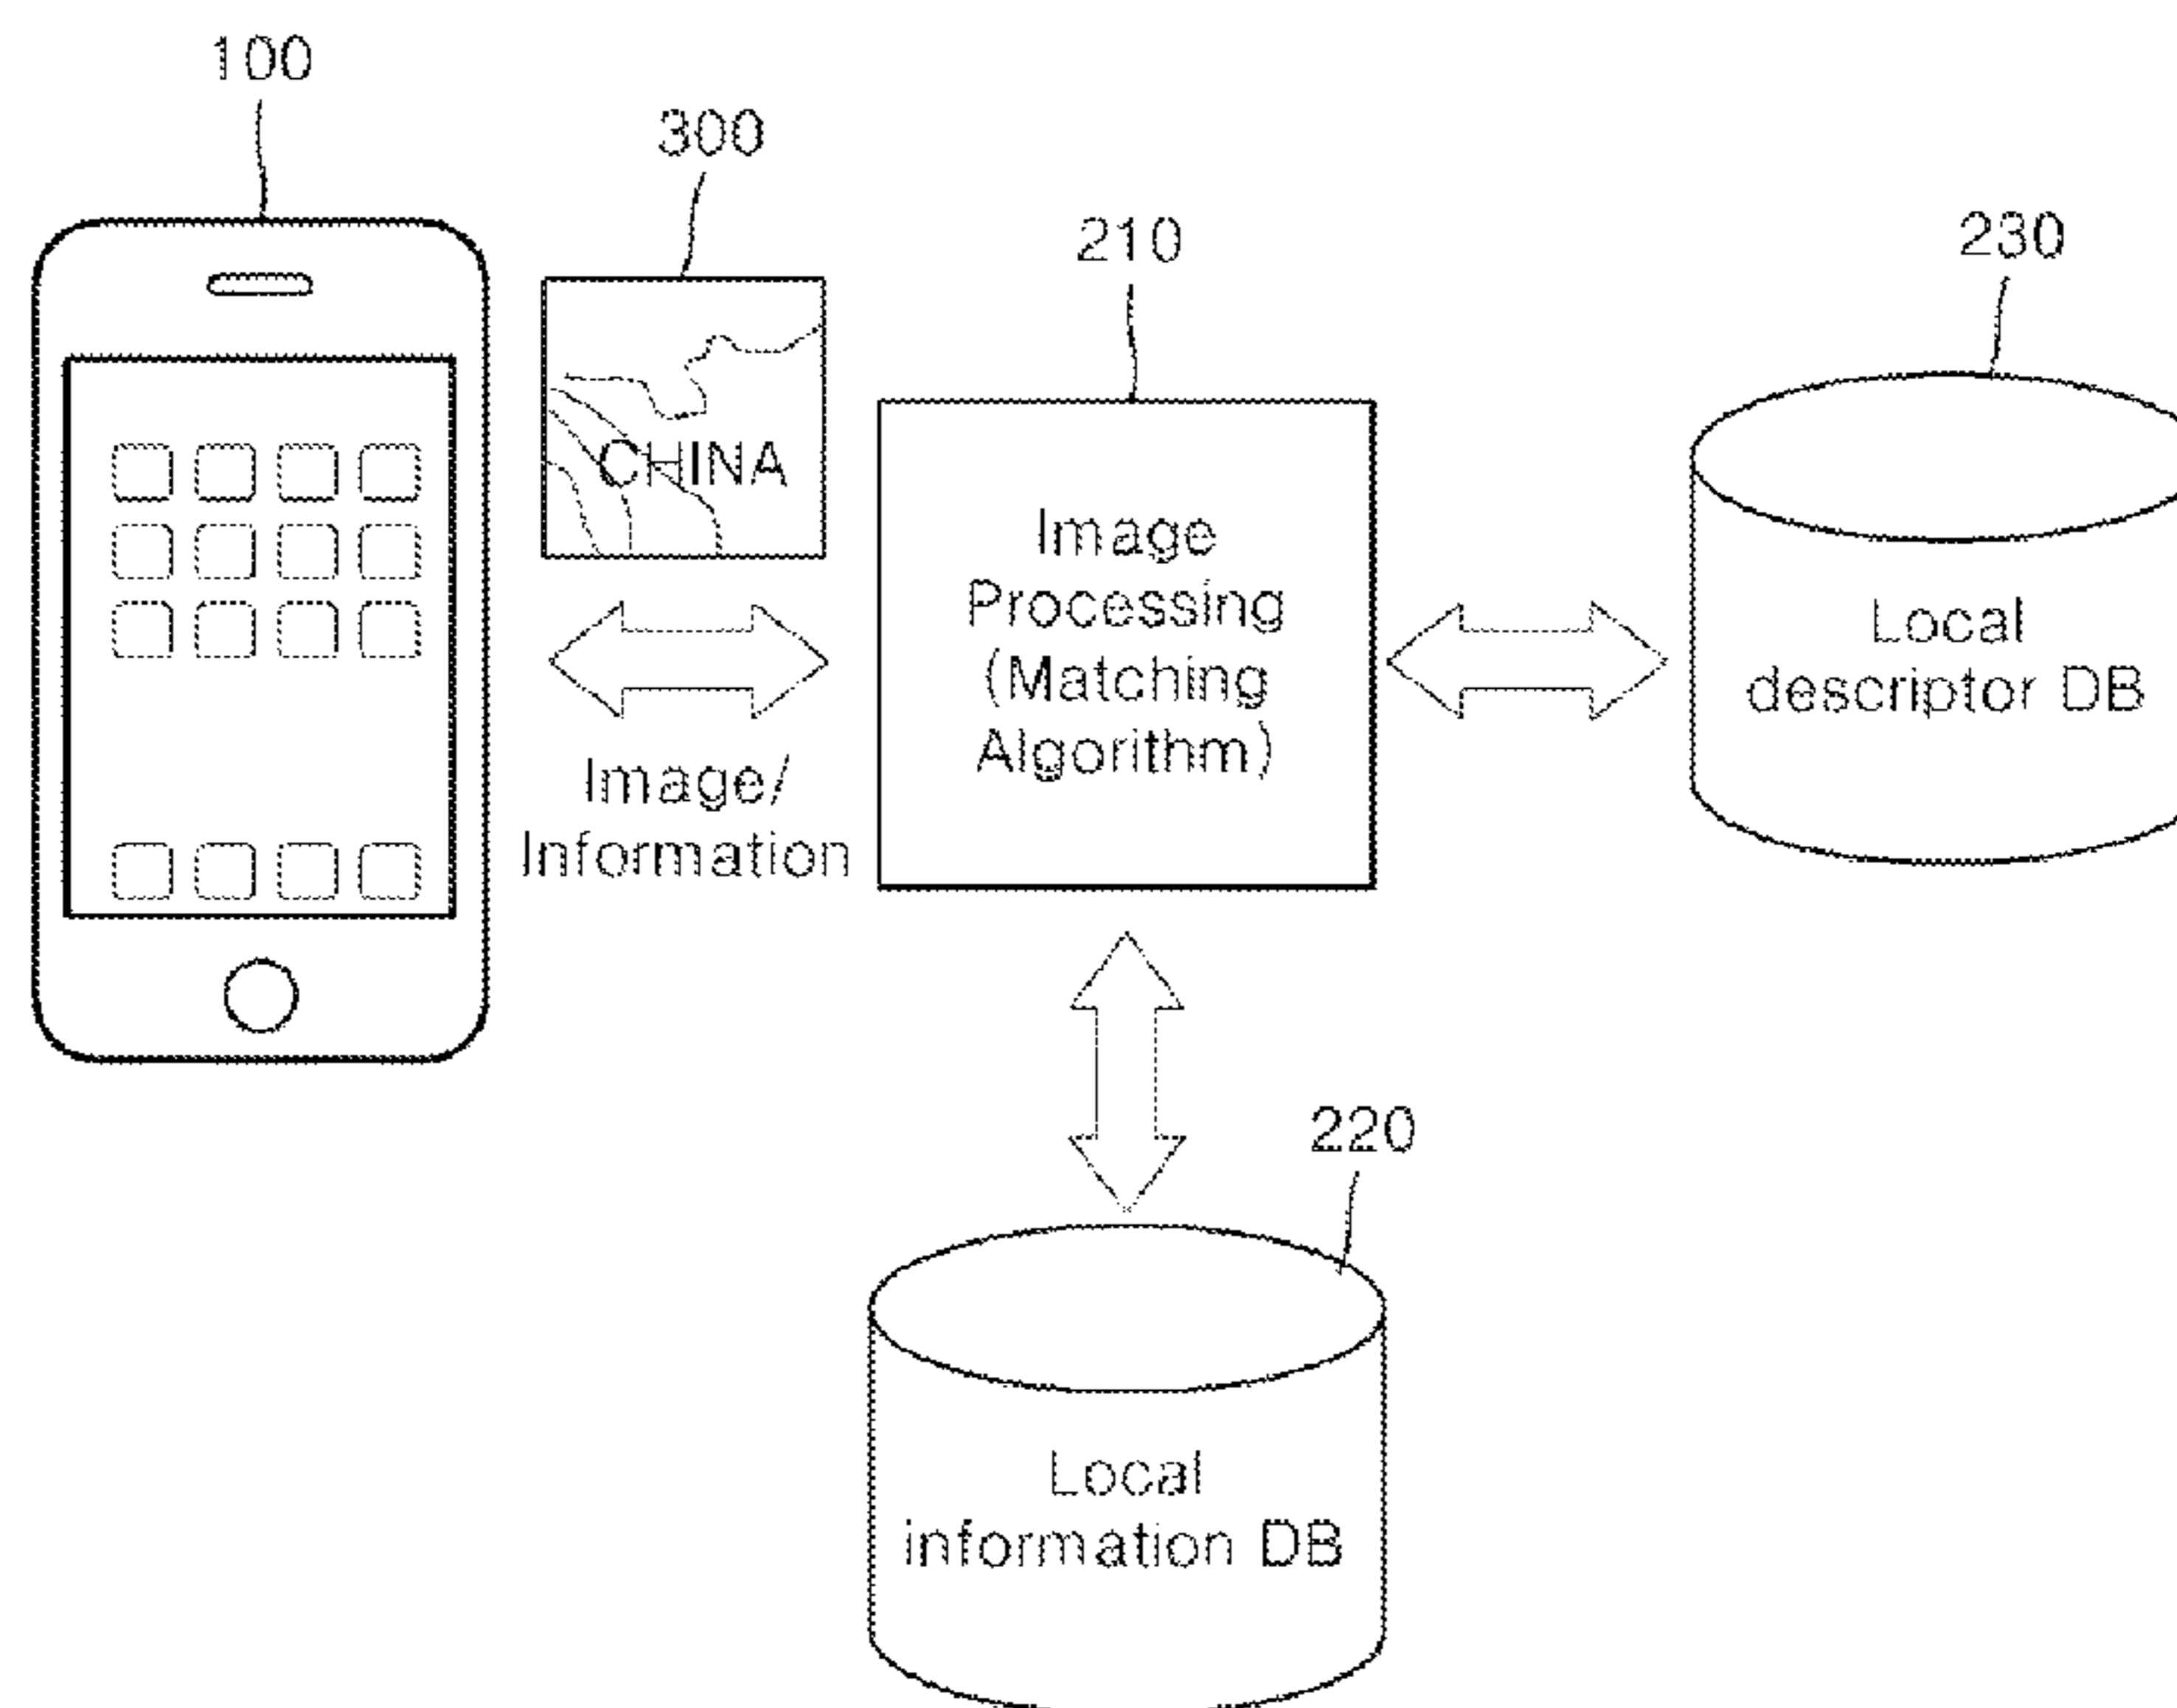 100
300
210
230
CHINA
Image
Processing
(Matching
Algorithm)
Local
descriptor DB
Image/
Information
220
Local
information DB